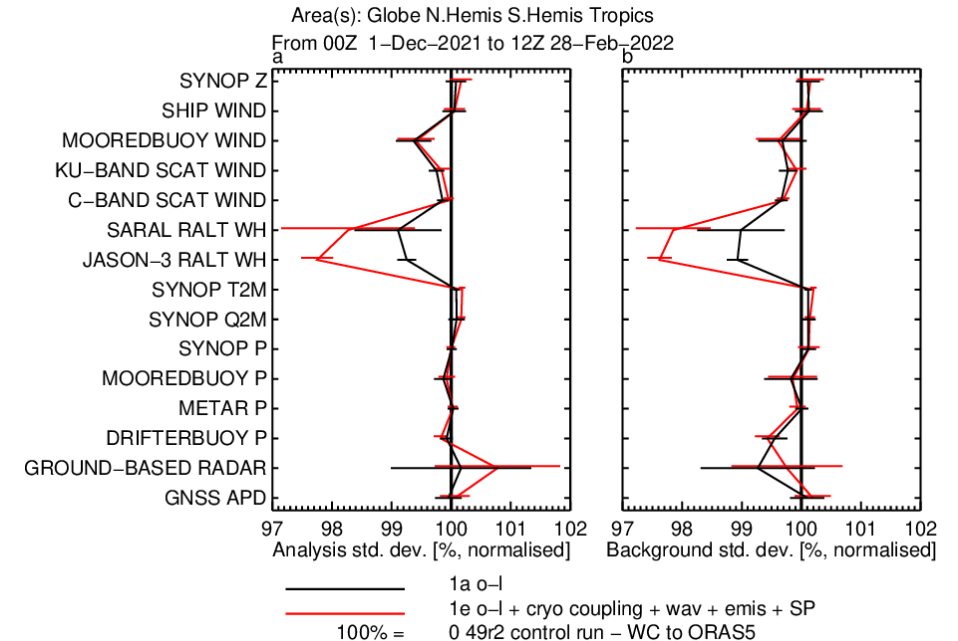 Area(s): Globe N.Hemis S.Hemis Tropics
From 00Z 1−Dec−2021 to 12Z 28−Feb−2022
a b
SYNOP Z
SHIP WIND
MOOREDBUOY WIND
KU−BAND SCAT WIND
C−BAND SCAT WIND
SARAL RALT WH
JASON−3 RALT WH
SYNOP T2M
SYNOP Q2M
SYNOP P
MOOREDBUOY P
METAR P
DRIFTERBUOY P
GROUND−BASED RADAR
GNSS APD
97 98 99 100 101 102 97 98 99 100 101 102
Analysis std. dev. [%, normalised] Background std. dev. [%, normalised]
1a o−I
1e o−I + cryo coupling + wav + emis + SP
100% = 0 49r2 control run − WC to ORAS5